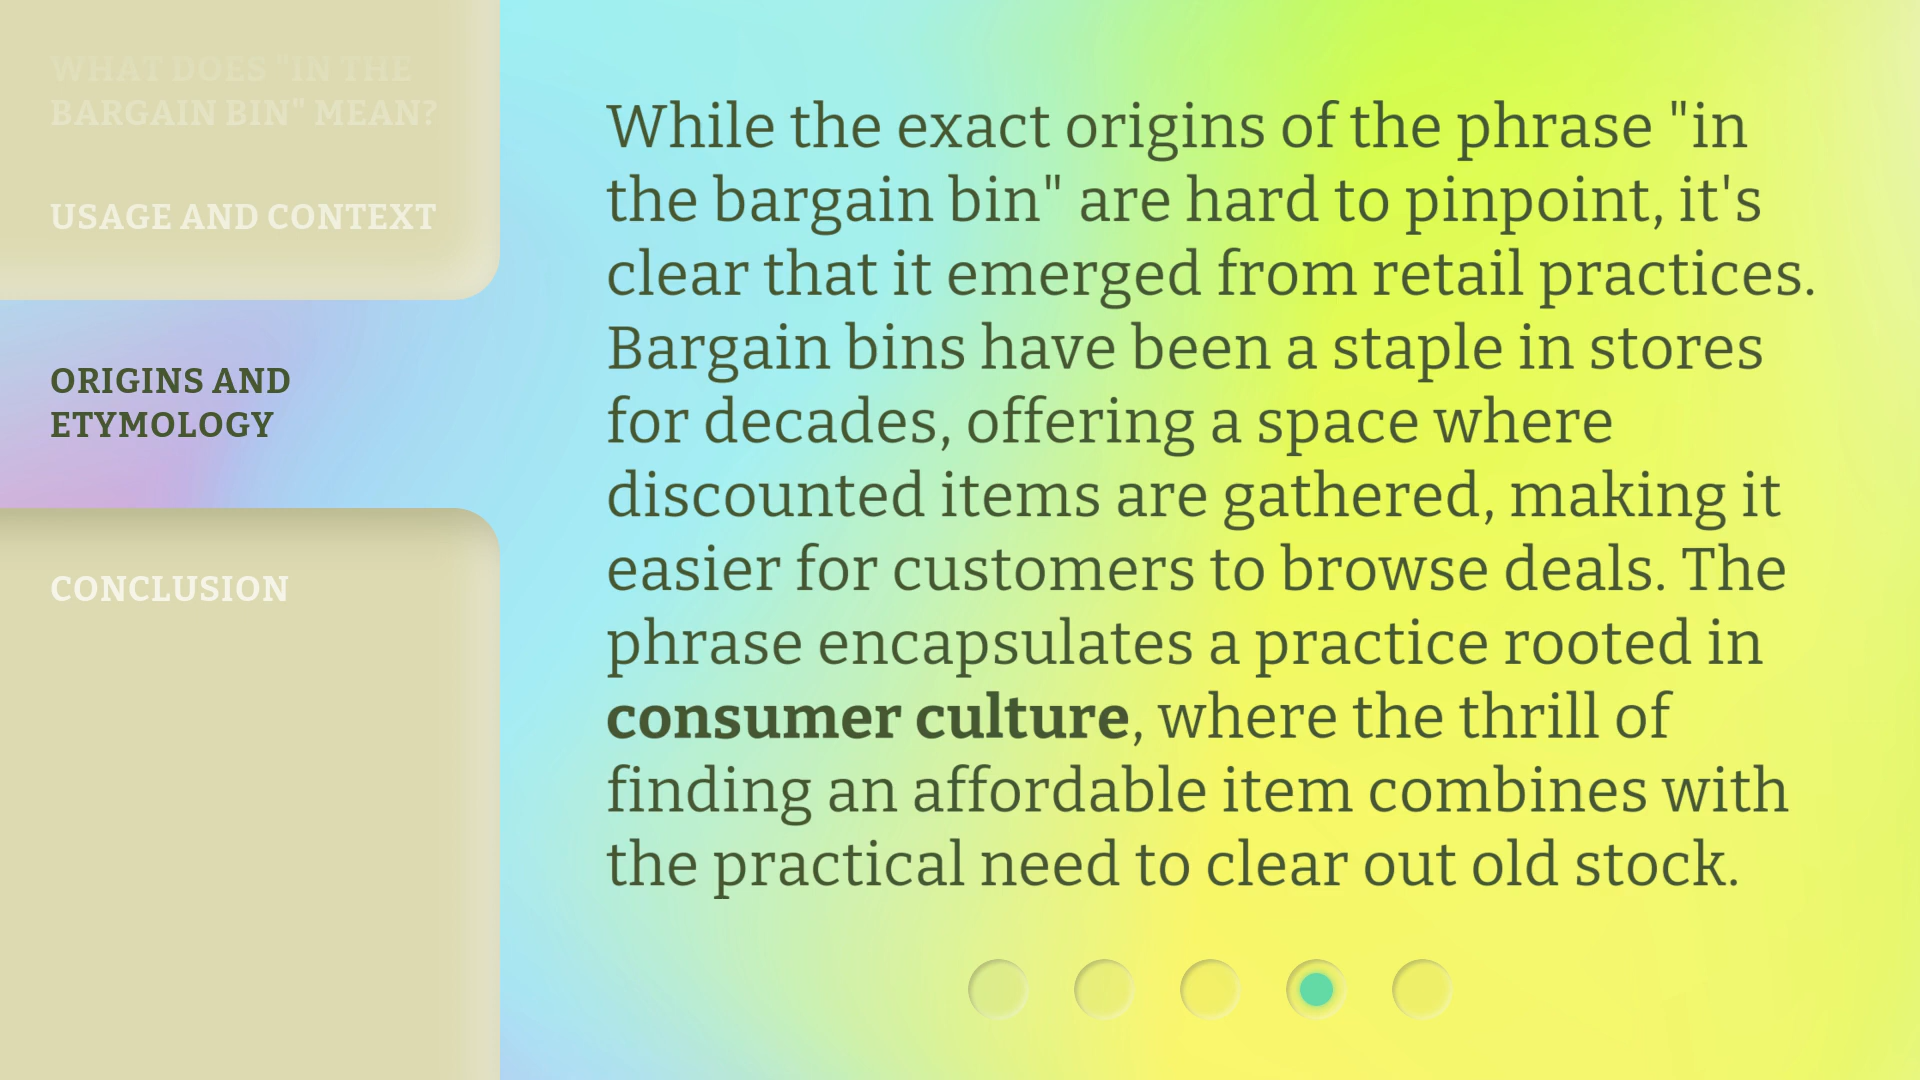 WHAT DOES "IN THE
BARGAIN BIN" MEAN?
USAGE AND CONTEXT
ORIGINS AND
ETYMOLOGY
CONCLUSION
While the exact origins of the phrase "in
the bargain bin" are hard to pinpoint, it's
clear that it emerged from retail practices.
Bargain bins have been a staple in stores
for decades, offering a space where
discounted items are gathered, making it
easier for customers to browse deals. The
phrase encapsulates a practice rooted in
consumer culture, where the thrill of
finding an affordable item combines with
the practical need to clear out old stock.